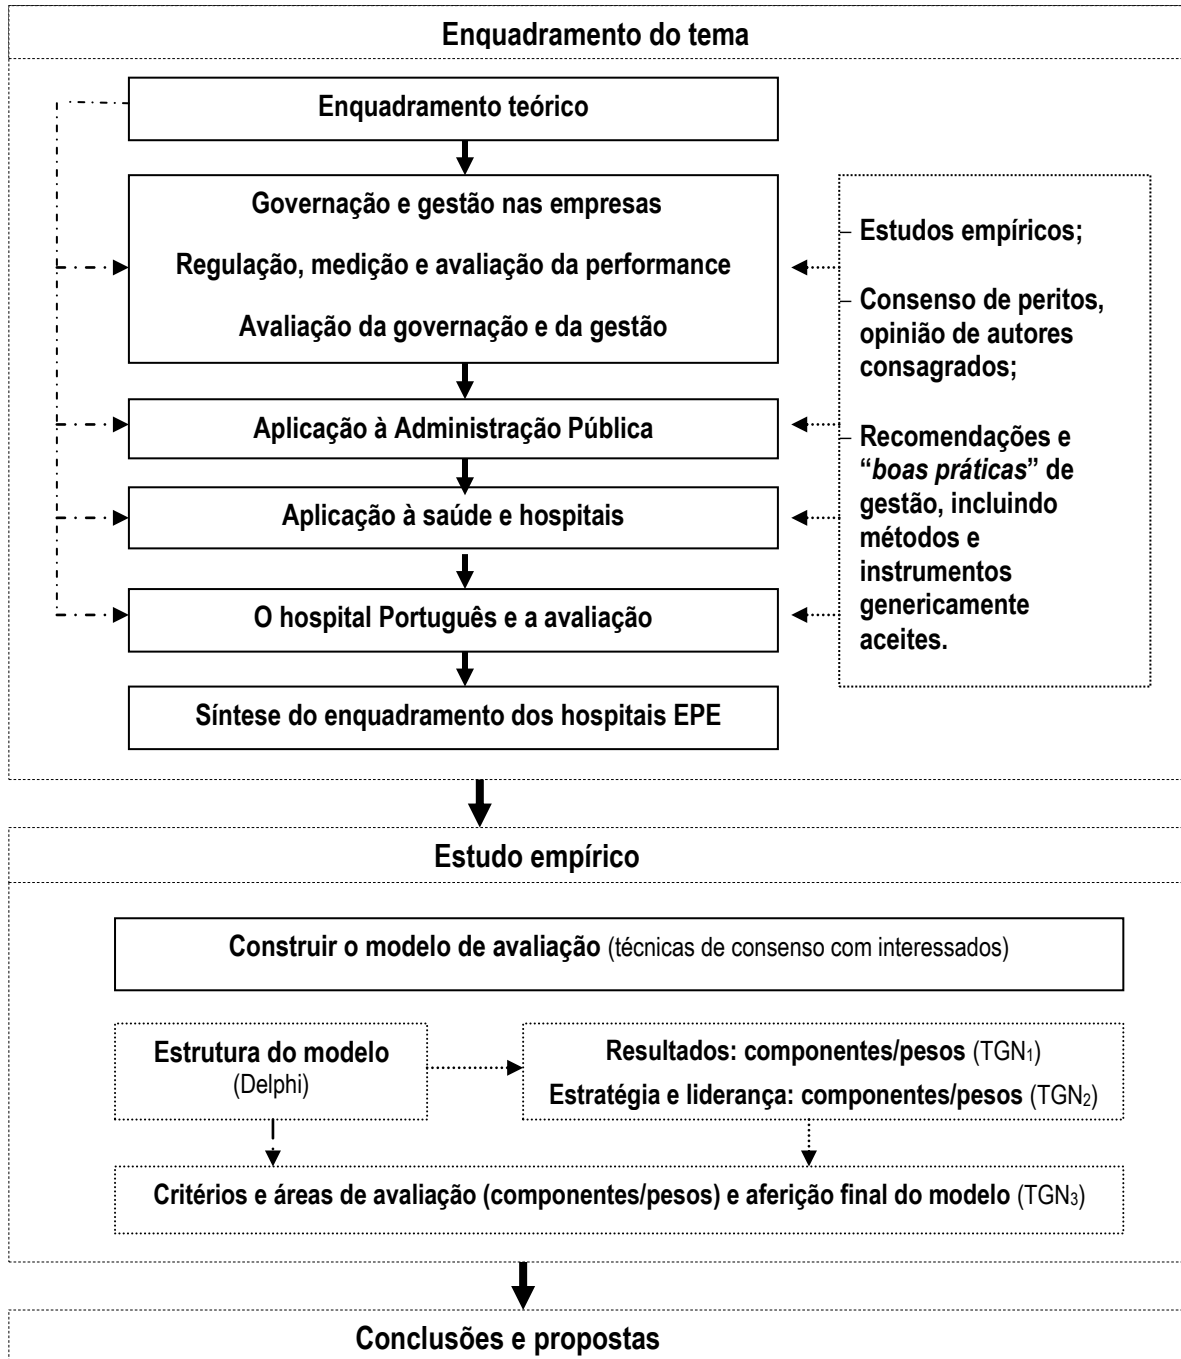 Enquadramento do tema
Enquadramento teórico
Governação e gestão nas empresas
Regulação, medição e avaliação da performance
Avaliação da governação e da gestão
Aplicação à Administração Pública
Aplicação à saúde e hospitais
O hospital Português e a avaliação
Síntese do enquadramento dos hospitais EPE
– Estudos empíricos;
– Consenso de peritos,
opinião de autores
consagrados;
– Recomendações e
“boas práticas” de
gestão, incluindo
métodos e
instrumentos
genericamente
aceites.
Estudo empírico
Construir o modelo de avaliação (técnicas de consenso com interessados)
Estrutura do modelo
(Delphi)
Resultados: componentes/pesos (TGN₁)
Estratégia e liderança: componentes/pesos (TGN₂)
Critérios e áreas de avaliação (componentes/pesos) e aferição final do modelo (TGN₃)
Conclusões e propostas